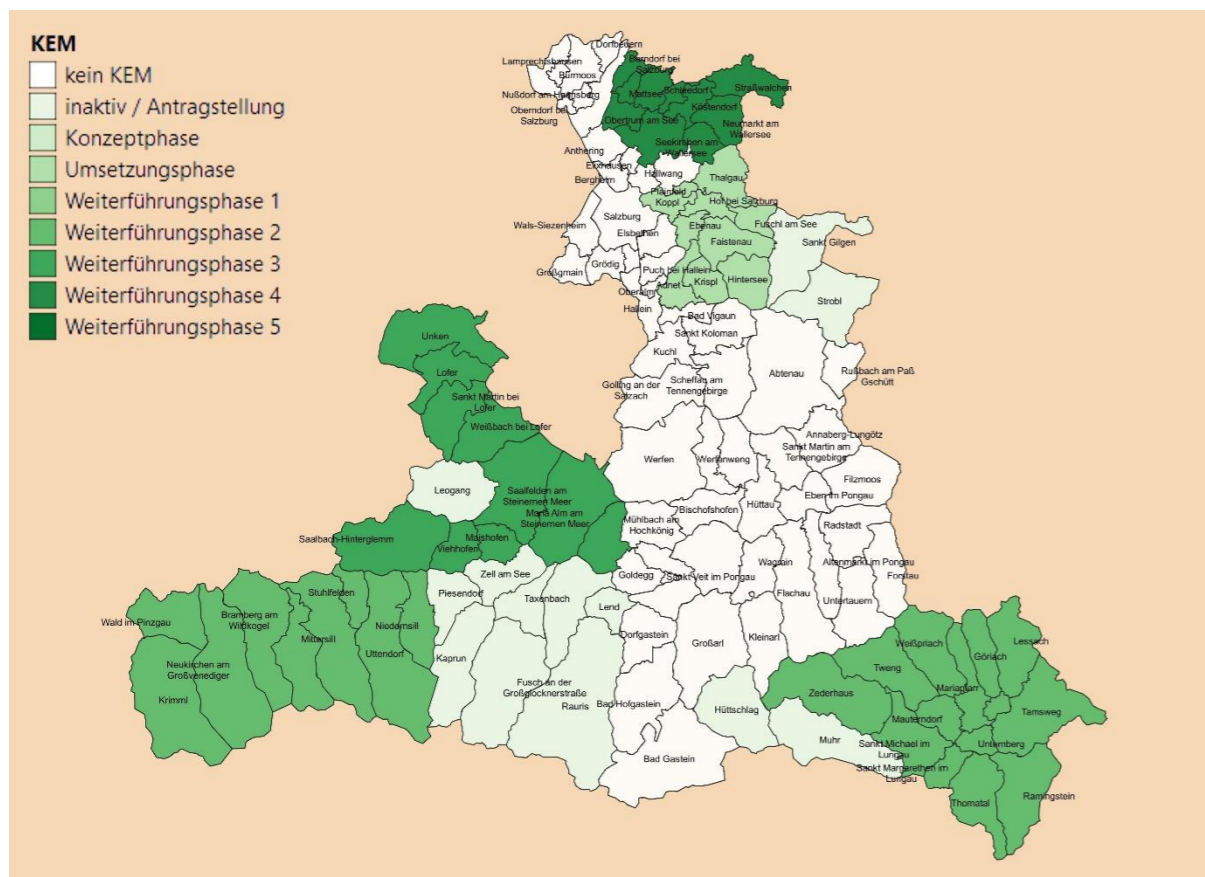 KEM
kein KEM
inaktiv / Antragstellung
Konzeptphase
Umsetzungsphase
Weiterführungsphase 1
Weiterführungsphase 2
Weiterführungsphase 3
Weiterführungsphase 4
Weiterführungsphase 5
Dorfbeuern
Lamprechtshausen
Bürmoos
Nußdorf am Haunsberg
Oberndorf bei
Salzburg
Berndorf bei
Salzburg
Mattsee
Schleedorf
Straßwalchen
Köstendorf
Obertrum am See
Neumarkt am
Wallersee
Seekirchen am
Wallersee
Anthering
Elixhausen
Bergheim
Hallwang
Thalgau
Plainfeld
Koppl
Hof bei Salzburg
Wals-Siezenheim
Salzburg
Elsbethen
Ebenau
Fuschl am See
Faistenau
Sankt Gilgen
Großgmain
Grödig
Puch bei Hallein
Adnet
Krispl
Hintersee
Oberalm
Hallein
Strobl
Bad Vigaun
Sankt Koloman
Kuchl
Golling an der
Salzach
Scheffau am
Tennengebirge
Abtenau
Rußbach am Paß
Gschütt
Unken
Lofer
Sankt Martin bei
Lofer
Weißbach bei Lofer
Annaberg-Lungötz
Sankt Martin am
Tennengebirge
Werfen
Werfenweng
Filzmoos
Leogang
Saalfelden am
Steinernen Meer
Maria Alm am
Steinernen Meer
Hüttau
Eben im Pongau
Bischofshofen
Mühlbach am
Hochkönig
Radstadt
Saalbach-Hinterglemm
Maishofen
Viehhofen
Zell am See
Goldegg
Sankt Veit im Pongau
Wagrain
Altenmarkt im Pongau
Forstau
Stuhlfelden
Piesendorf
Taxenbach
Lend
Flachau
Untertauern
Wald im Pinzgau
Bramberg am
Wildkogel
Mittersill
Niedernsill
Uttendorf
Dorfgastein
Großarl
Kleinarl
Kaprun
Neukirchen am
Großvenediger
Krimml
Fusch an der
Großglocknerstraße
Rauris
Bad Hofgastein
Hüttschlag
Bad Gastein
Weißpriach
Lessach
Göriach
Tweng
Zederhaus
Mariapfarr
Mauterndorf
Tamsweg
Muhr
Sankt Michael im
Lungau
Unternberg
Sankt Margarethen im
Lungau
Thomatal
Ramingstein